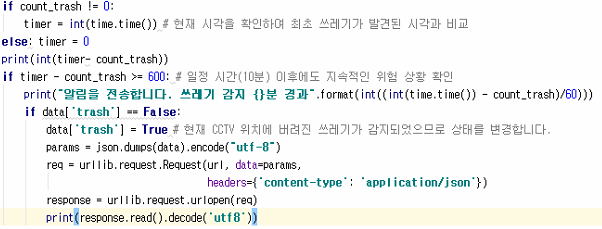 if count_trash != 0:
timer = int(time.time()) # 현재 시각을 확인하며 최초 쓰레기가 발견된 시각과 비교
else: timer = 0
print(int(timer- count_trash))
if timer - count_trash >= 600: # 일정 시간(10분) 이후에도 지속적인 위험 상황 확인
print("알림을 전송합니다. 쓰레기 감지 {}분 경과".format(int((int(time.time()) - count_trash)/60)))
if data['trash'] == False:
data['trash'] = True # 현재 CCTV 위치에 버려진 쓰레기가 감지되었으므로 상태를 변경합니다.
params = json.dumps(data).encode("utf-8")
req = urllib.request.Request(url, data=params,
headers={'content-type': 'application/json'})
response = urllib.request.urlopen(req)
print(response.read().decode('utf8'))